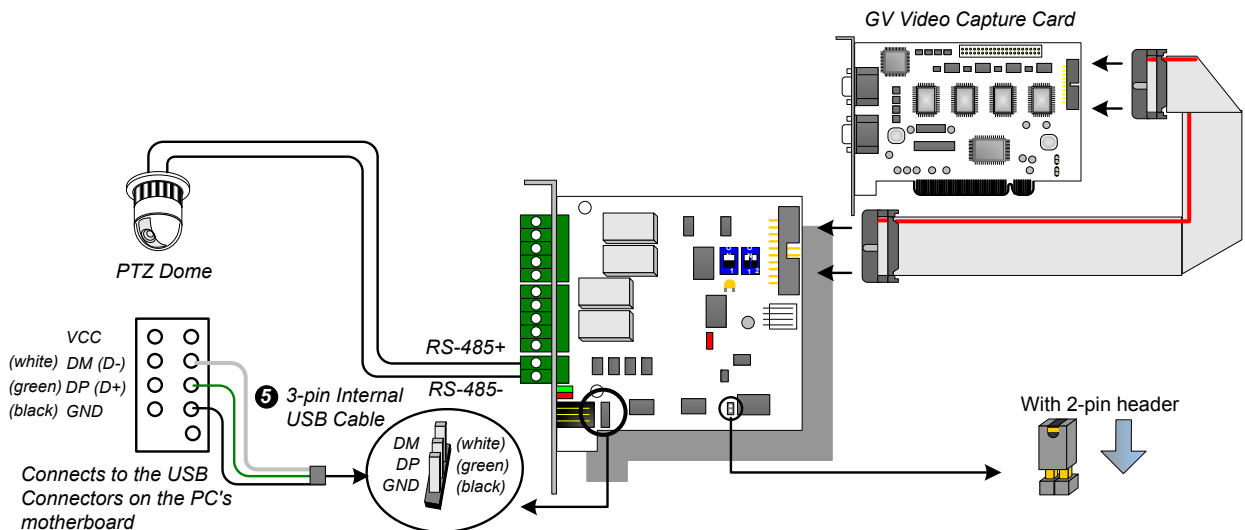 GV Video Capture Card
PTZ Dome
RS-485+
RS-485-
VCC
(white) DM (D-)
(green) DP (D+)
(black) GND
5 3-pin Internal
USB Cable
DM (white)
DP (green)
GND (black)
Connects to the USB
Connectors on the PC's
motherboard
With 2-pin header